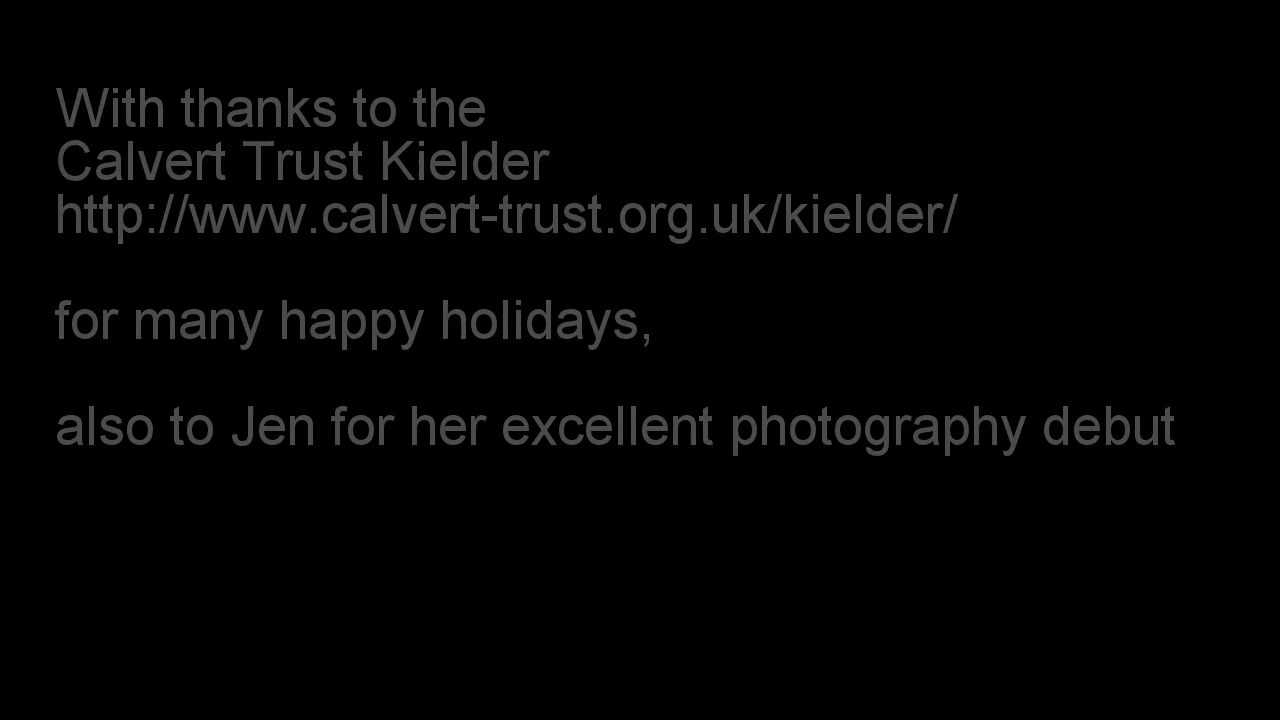 With thanks to the
Calvert Trust Kielder
http://www.calvert-trust.org.uk/kielder/
for many happy holidays,
also to Jen for her excellent photography debut